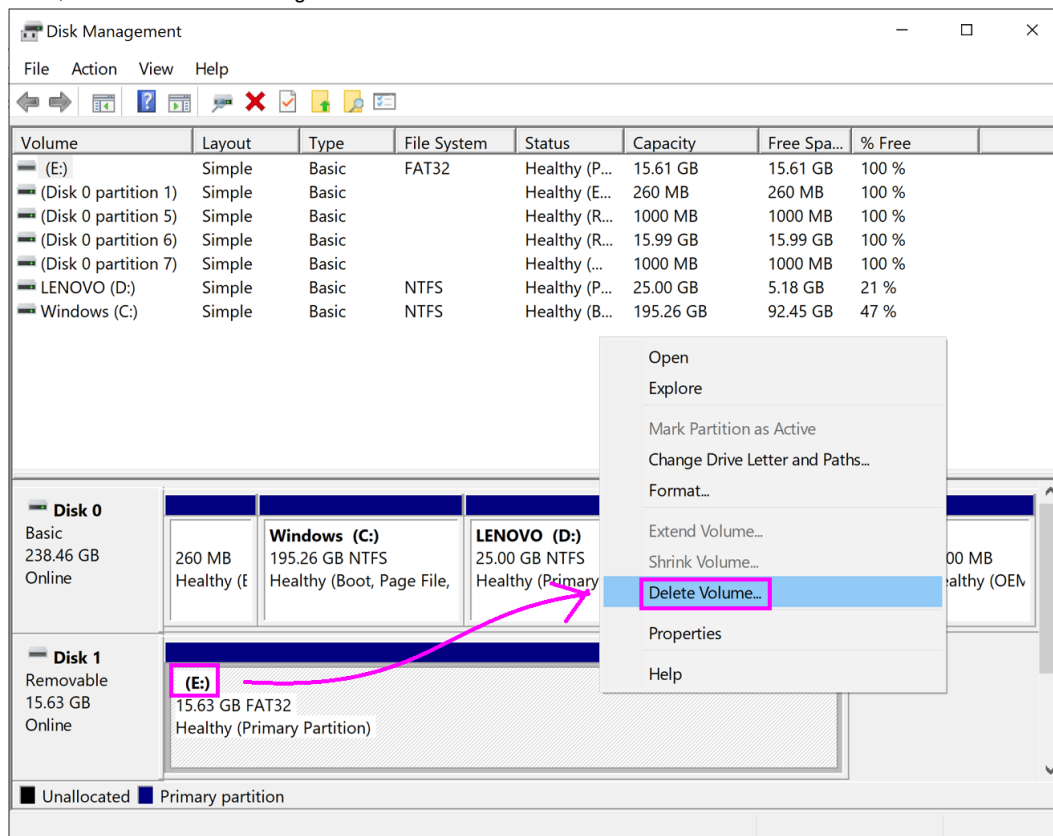 Disk Management
File Action View Help
Volume Layout Type File System Status Capacity Free Spa... % Free
(E:) Simple Basic FAT32 Healthy (P... 15.61 GB 15.61 GB 100 %
(Disk 0 partition 1) Simple Basic Healthy (E... 260 MB 260 MB 100 %
(Disk 0 partition 5) Simple Basic Healthy (R... 1000 MB 1000 MB 100 %
(Disk 0 partition 6) Simple Basic Healthy (R... 15.99 GB 15.99 GB 100 %
(Disk 0 partition 7) Simple Basic Healthy (... 1000 MB 1000 MB 100 %
LENOVO (D:) Simple Basic NTFS Healthy (P... 25.00 GB 5.18 GB 21 %
Windows (C:) Simple Basic NTFS Healthy (B... 195.26 GB 92.45 GB 47 %
Open
Explore
Mark Partition as Active
Change Drive Letter and Paths...
Format...
Extend Volume...
Shrink Volume...
Delete Volume...
Properties
Help
Disk 0
Basic
238.46 GB
Online
260 MB
Healthy (E
Windows (C:)
195.26 GB NTFS
Healthy (Boot, Page File,
LENOVO (D:)
25.00 GB NTFS
Healthy (Primary
00 MB
ealthy (OEM
Disk 1
Removable
15.63 GB
Online
(E:)
15.63 GB FAT32
Healthy (Primary Partition)
Unallocated Primary partition